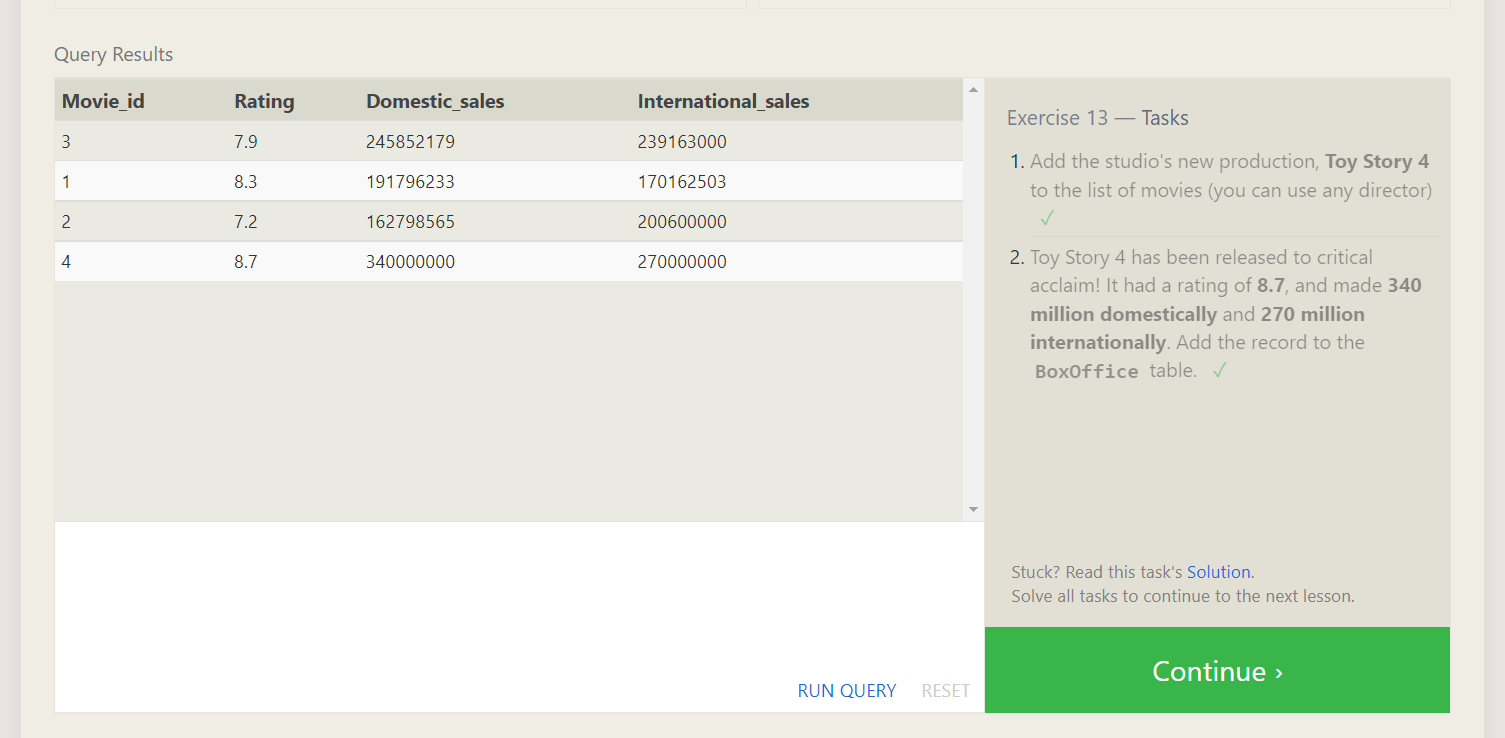 Query Results
Movie_id Rating Domestic_sales International_sales
3 7.9 245852179 239163000
1 8.3 191796233 170162503
2 7.2 162798565 200600000
4 8.7 340000000 270000000
RUN QUERY RESET
Exercise 13 — Tasks
1. Add the studio's new production, Toy Story 4
to the list of movies (you can use any director)
✓
2. Toy Story 4 has been released to critical
acclaim! It had a rating of 8.7, and made 340
million domestically and 270 million
internationally. Add the record to the
BoxOffice table. ✓
Stuck? Read this task's Solution.
Solve all tasks to continue to the next lesson.
Continue ›